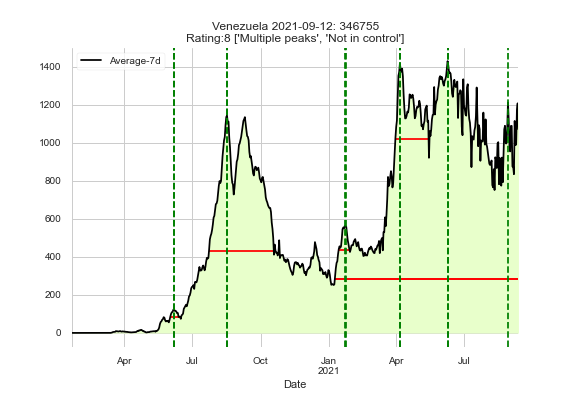 Venezuela 2021-09-12: 346755
Rating:8 ['Multiple peaks', 'Not in control']
Average-7d
1400
1200
1000
800
600
400
200
0
Apr
Jul
Oct
Jan
2021
Apr
Jul
Date